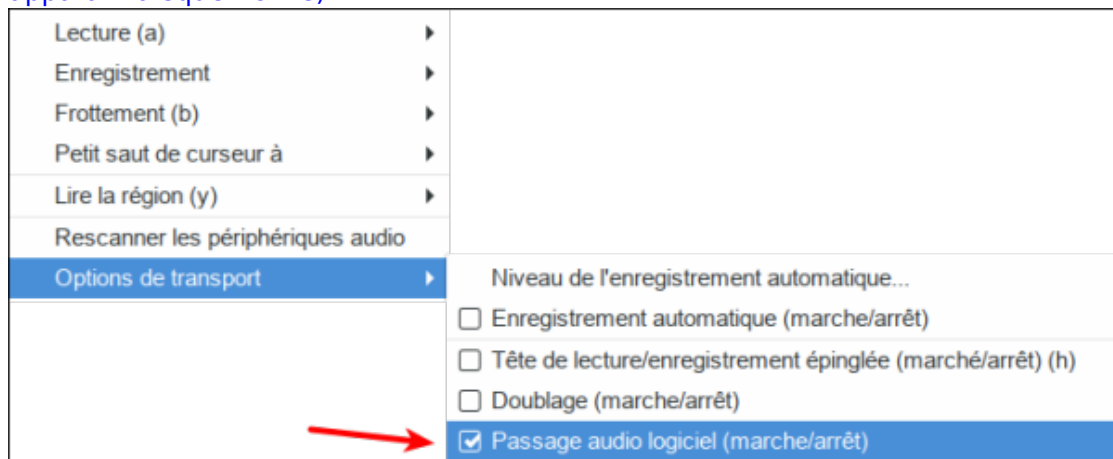 Lecture (a)
Enregistrement
Frottement (b)
Petit saut de curseur à
Lire la région (y)
Rescanner les périphériques audio
Options de transport
Niveau de l'enregistrement automatique...
Enregistrement automatique (marche/arrêt)
Tête de lecture/enregistrement épinglée (marché/arrêt) (h)
Doublage (marche/arrêt)
Passage audio logiciel (marche/arrêt)